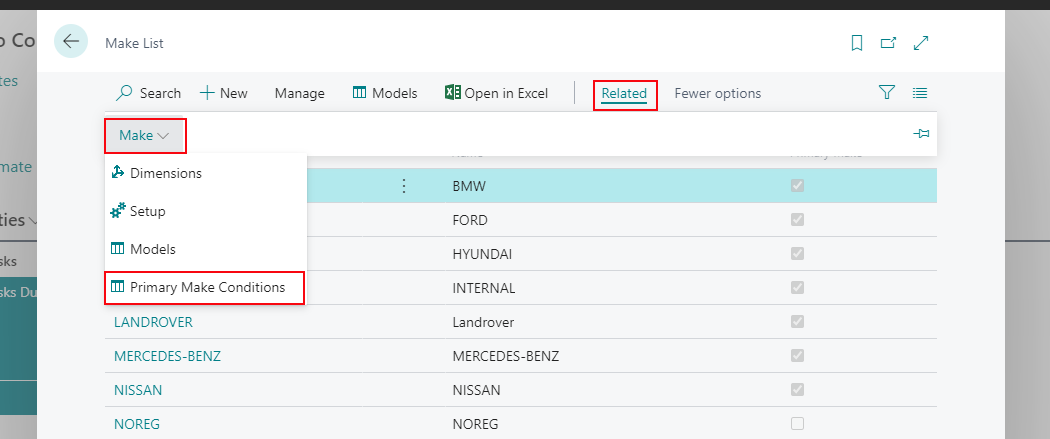 o Co
Make List
tes
Search New Manage Models Open in Excel Related Fewer options
Make
Name Primary Make
mate
Dimensions
BMW
Setup
FORD
ties
Models
HYUNDAI
sks
Primary Make Conditions
INTERNAL
sks Du
LANDROVER Landrover
MERCEDES-BENZ MERCEDES-BENZ
NISSAN NISSAN
NOREG NOREG